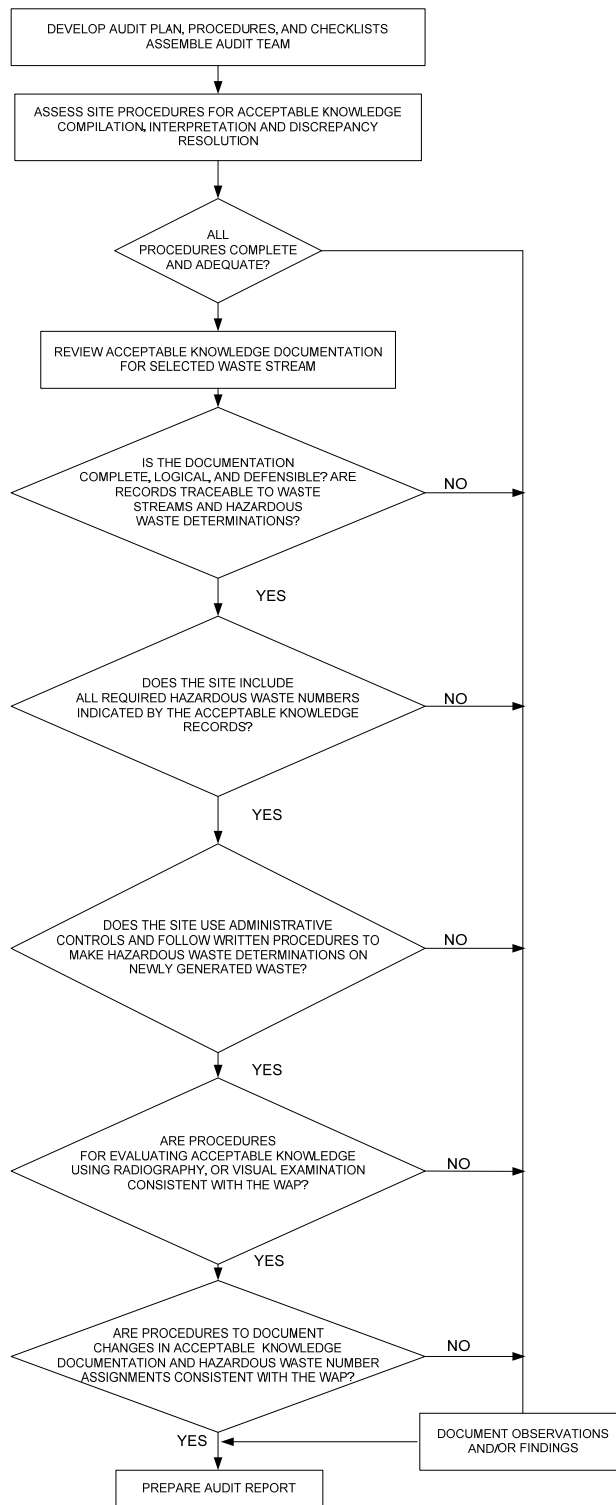 DEVELOP AUDIT PLAN, PROCEDURES, AND CHECKLISTS
ASSEMBLE AUDIT TEAM
ASSESS SITE PROCEDURES FOR ACCEPTABLE KNOWLEDGE
COMPILATION, INTERPRETATION AND DISCREPANCY
RESOLUTION
ALL
PROCEDURES COMPLETE
AND ADEQUATE?
REVIEW ACCEPTABLE KNOWLEDGE DOCUMENTATION
FOR SELECTED WASTE STREAM
IS THE DOCUMENTATION
COMPLETE, LOGICAL, AND DEFENSIBLE? ARE
RECORDS TRACEABLE TO WASTE
STREAMS AND HAZARDOUS
WASTE DETERMINATIONS?
NO
YES
DOES THE SITE INCLUDE
ALL REQUIRED HAZARDOUS WASTE NUMBERS
INDICATED BY THE ACCEPTABLE KNOWLEDGE
RECORDS?
NO
YES
DOES THE SITE USE ADMINISTRATIVE
CONTROLS AND FOLLOW WRITTEN PROCEDURES TO
MAKE HAZARDOUS WASTE DETERMINATIONS ON
NEWLY GENERATED WASTE?
NO
YES
ARE PROCEDURES
FOR EVALUATING ACCEPTABLE KNOWLEDGE
USING RADIOGRAPHY, OR VISUAL EXAMINATION
CONSISTENT WITH THE WAP?
NO
YES
ARE PROCEDURES TO DOCUMENT
CHANGES IN ACCEPTABLE KNOWLEDGE
DOCUMENTATION AND HAZARDOUS WASTE NUMBER
ASSIGNMENTS CONSISTENT WITH THE WAP?
NO
YES
DOCUMENT OBSERVATIONS
AND/OR FINDINGS
PREPARE AUDIT REPORT